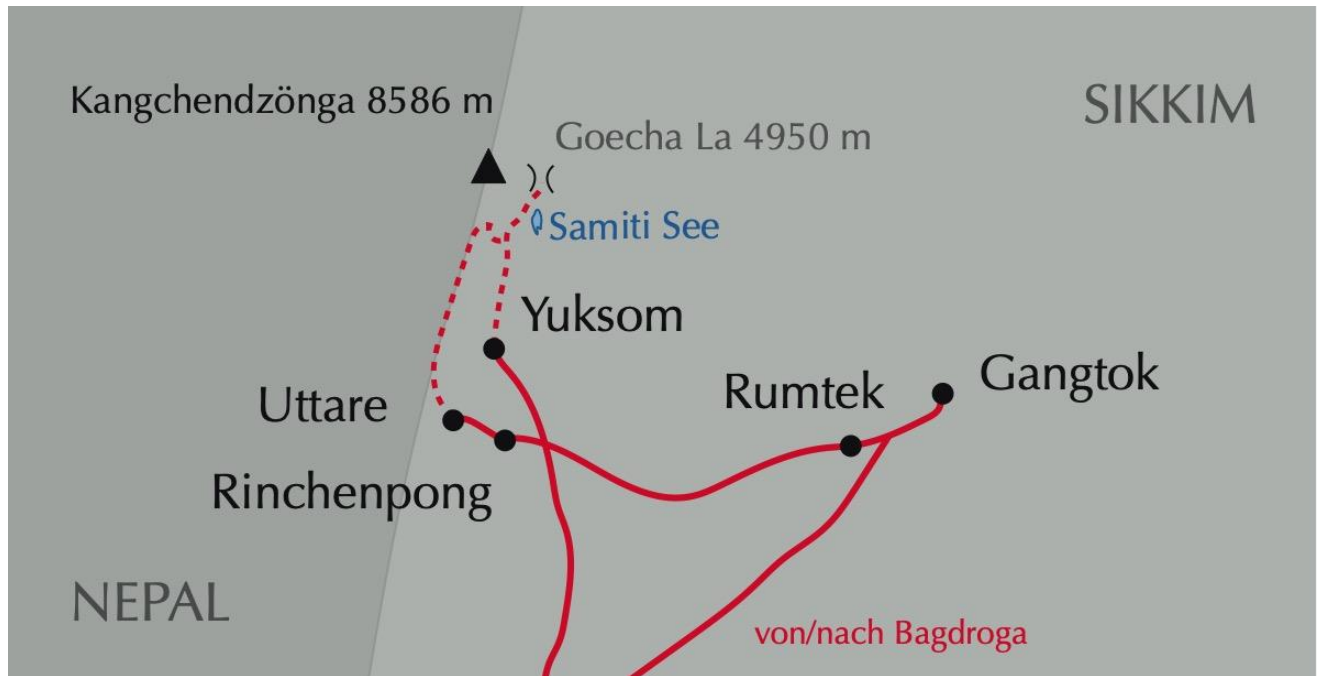 Kangchendzönga 8586 m
SIKKIM
Goecha La 4950 m
Samiti See
Yuksom
Gangtok
Rumtek
Uttare
Rinchenpong
NEPAL
von/nach Bagdroga